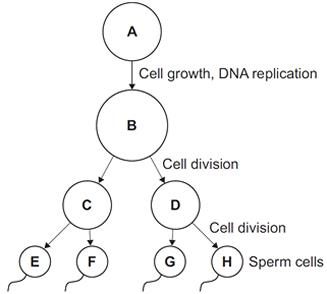 A
Cell growth, DNA replication
B
Cell division
C
D
Cell division
E
F
G
H
Sperm cells